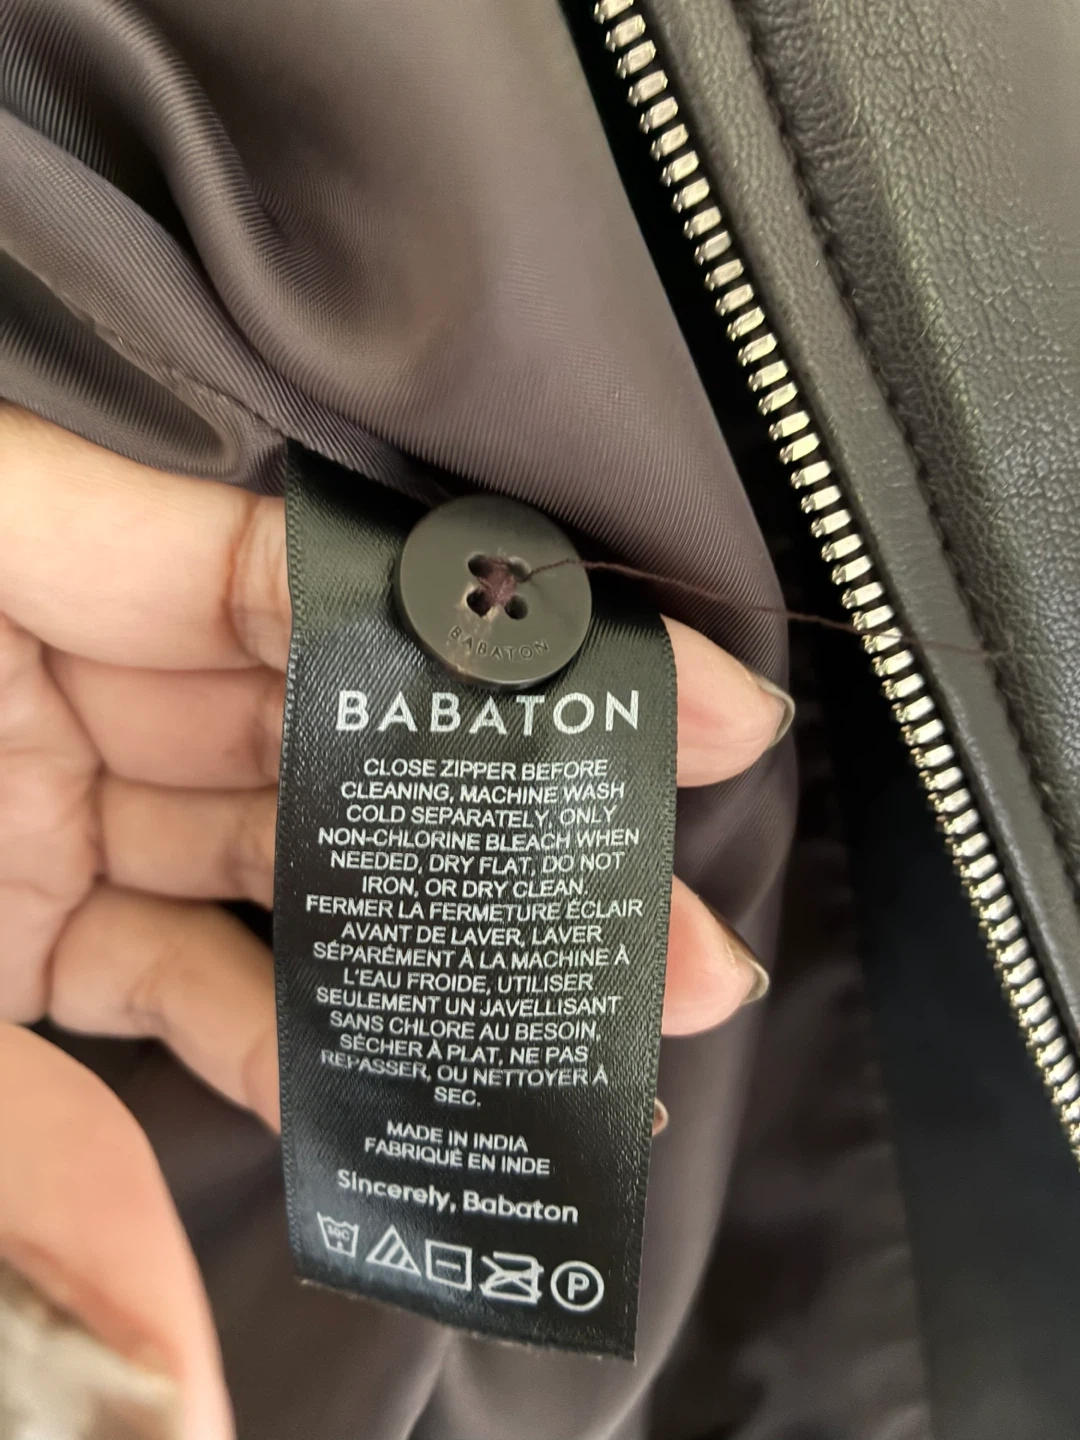 BABATON
BABATON
CLOSE ZIPPER BEFORE
CLEANING, MACHINE WASH
COLD SEPARATELY, ONLY
NON-CHLORINE BLEACH WHEN
NEEDED, DRY FLAT, DO NOT
IRON, OR DRY CLEAN.
FERMER LA FERMETURE ÉCLAIR
AVANT DE LAVER, LAVER
SÉPARÉMENT À LA MACHINE À
L'EAU FROIDE, UTILISER
SEULEMENT UN JAVELLISANT
SANS CHLORE AU BESOIN,
SÉCHER À PLAT, NE PAS
REPASSER, OU NETTOYER À
SEC.
MADE IN INDIA
FABRIQUÉ EN INDE
Sincerely, Babaton
P